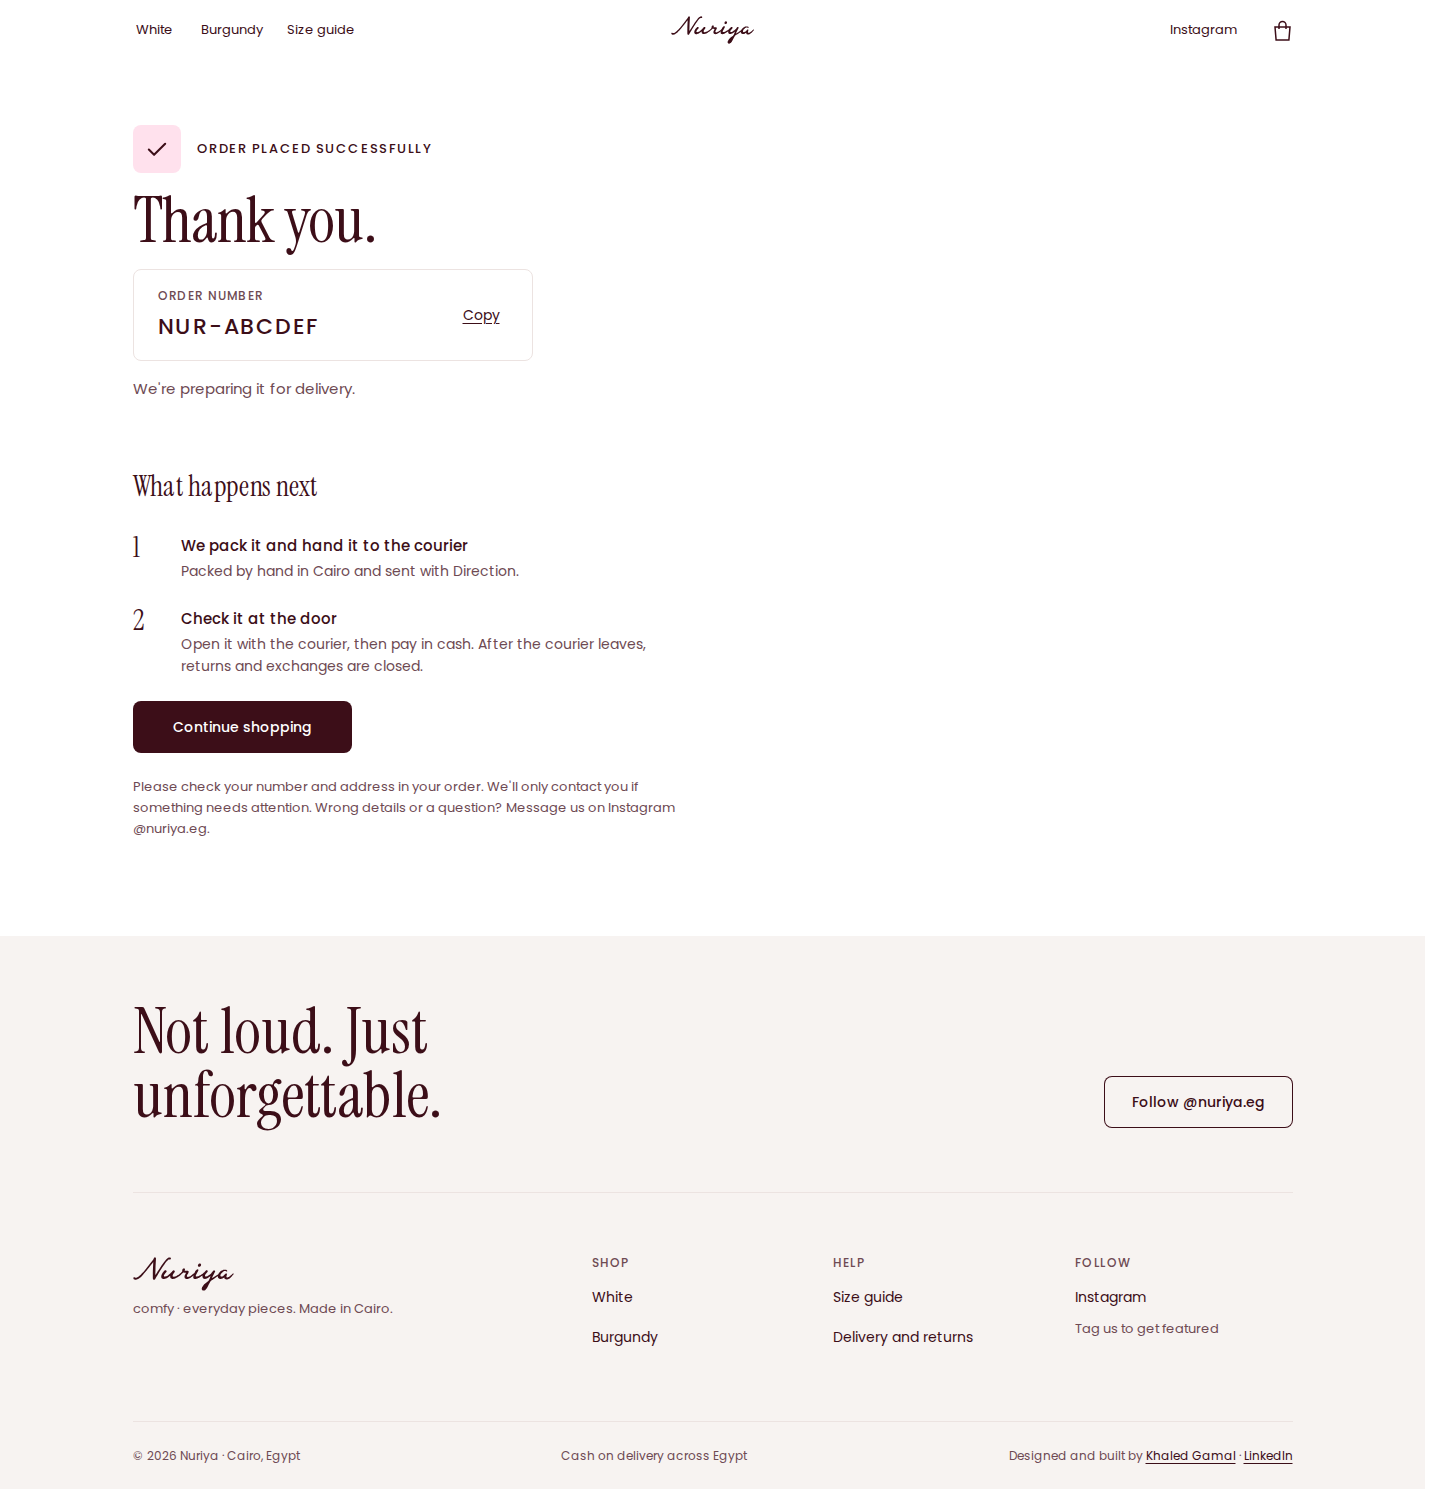 White Burgundy Size guide Nuriya Instagram
ORDER PLACED SUCCESSFULLY
Thank you.
ORDER NUMBER
NUR-ABCDEF
Copy
We're preparing it for delivery.
What happens next
1 We pack it and hand it to the courier
Packed by hand in Cairo and sent with Direction.
2 Check it at the door
Open it with the courier, then pay in cash. After the courier leaves,
returns and exchanges are closed.
Continue shopping
Please check your number and address in your order. We'll only contact you if
something needs attention. Wrong details or a question? Message us on Instagram
@nuriya.eg.
Not loud. Just
unforgettable.
Follow @nuriya.eg
Nuriya
comfy · everyday pieces. Made in Cairo.
SHOP
White
Burgundy
HELP
Size guide
Delivery and returns
FOLLOW
Instagram
Tag us to get featured
© 2026 Nuriya · Cairo, Egypt
Cash on delivery across Egypt
Designed and built by Khaled Gamal · LinkedIn